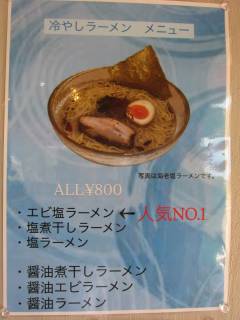 冷やしラーメン　メニュー
写真は海老塩ラーメンです。
ALL¥800
・エビ塩ラーメン ←人気NO.1
・塩煮干しラーメン
・塩ラーメン
・醤油煮干しラーメン
・醤油エビラーメン
・醤油ラーメン